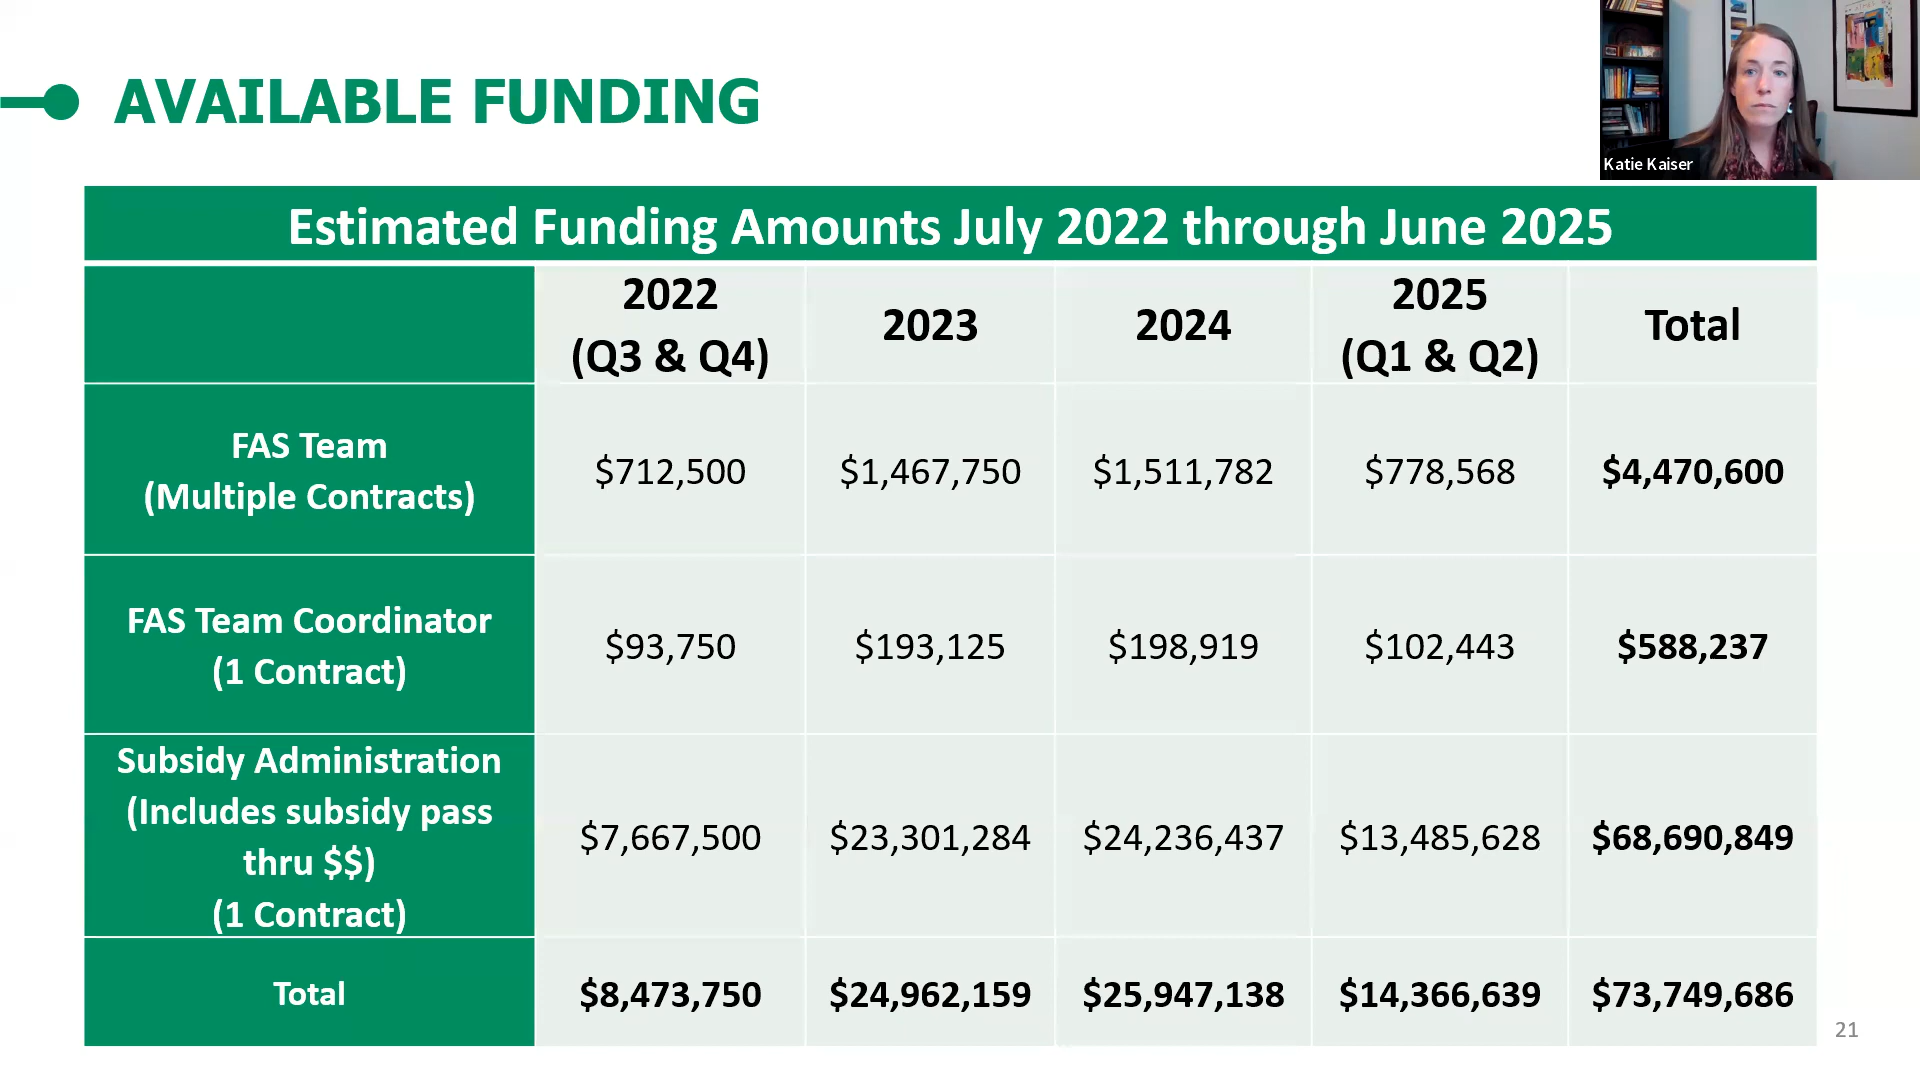 AVAILABLE FUNDING
Katie Kaiser
Estimated Funding Amounts July 2022 through June 2025
2022
(Q3 & Q4)
2023
2024
2025
(Q1 & Q2)
Total
FAS Team
(Multiple Contracts)
$712,500
$1,467,750
$1,511,782
$778,568
$4,470,600
FAS Team Coordinator
(1 Contract)
$93,750
$193,125
$198,919
$102,443
$588,237
Subsidy Administration
(Includes subsidy pass
thru $$)
(1 Contract)
$7,667,500
$23,301,284
$24,236,437
$13,485,628
$68,690,849
Total
$8,473,750
$24,962,159
$25,947,138
$14,366,639
$73,749,686
21